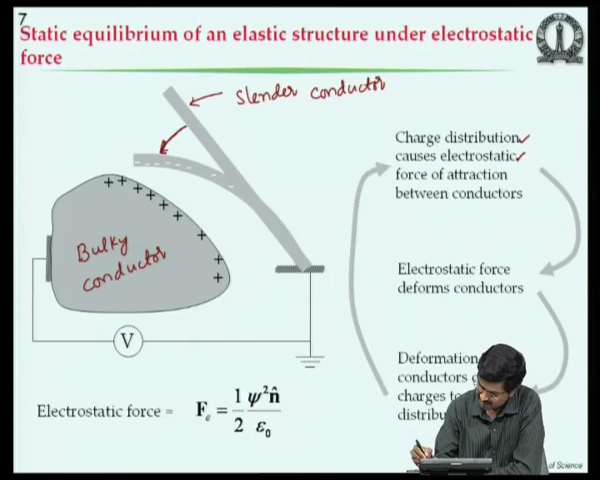 7
Static equilibrium of an elastic structure under electrostatic
force
Slender conductor
Charge distribution
causes electrostatic
force of attraction
between conductors
+ + + + + + + + +
Bulky
conductor
Electrostatic force
deforms conductors
V
Deformation
conductors
charges to
Electrostatic force = F_e = 1/2 ψ² n̂ / ε₀
of Science